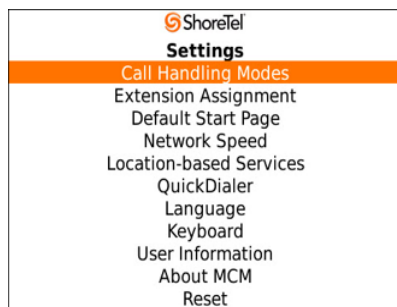 ShoreTel
Settings
Call Handling Modes
Extension Assignment
Default Start Page
Network Speed
Location-based Services
QuickDialer
Language
Keyboard
User Information
About MCM
Reset